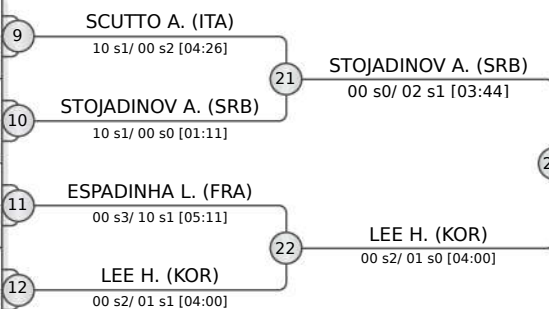 9
SCUTTO A. (ITA)
10 s1/ 00 s2 [04:26]
21
STOJADINOV A. (SRB)
00 s0/ 02 s1 [03:44]
10
STOJADINOV A. (SRB)
10 s1/ 00 s0 [01:11]
11
ESPADINHA L. (FRA)
00 s3/ 10 s1 [05:11]
22
LEE H. (KOR)
00 s2/ 01 s0 [04:00]
12
LEE H. (KOR)
00 s2/ 01 s1 [04:00]